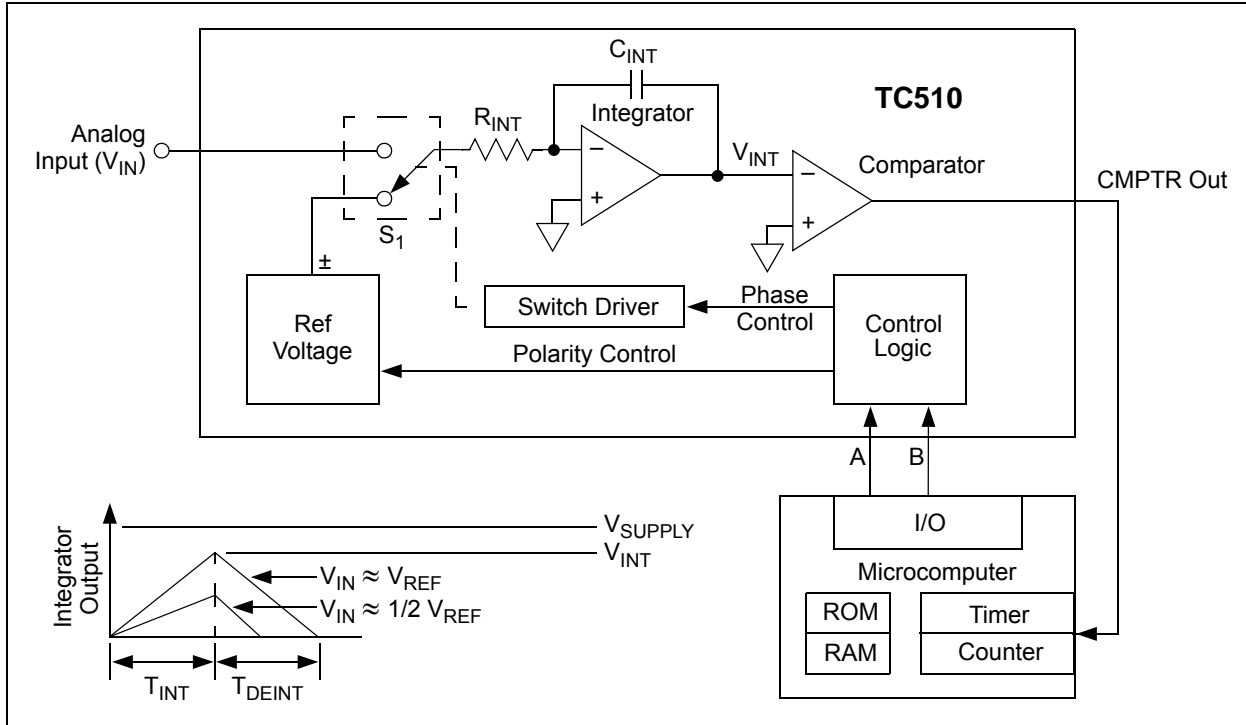 C_INT
TC510
Integrator
R_INT
Analog
Input (V_IN)
−
+
V_INT
−
+
Comparator
CMPTR Out
S_1
±
Ref
Voltage
Switch Driver
Phase
Control
Control
Logic
Polarity Control
A
B
I/O
Microcomputer
ROM
RAM
Timer
Counter
Integrator
Output
V_SUPPLY
V_INT
V_IN ≈ V_REF
V_IN ≈ 1/2 V_REF
T_INT
T_DEINT